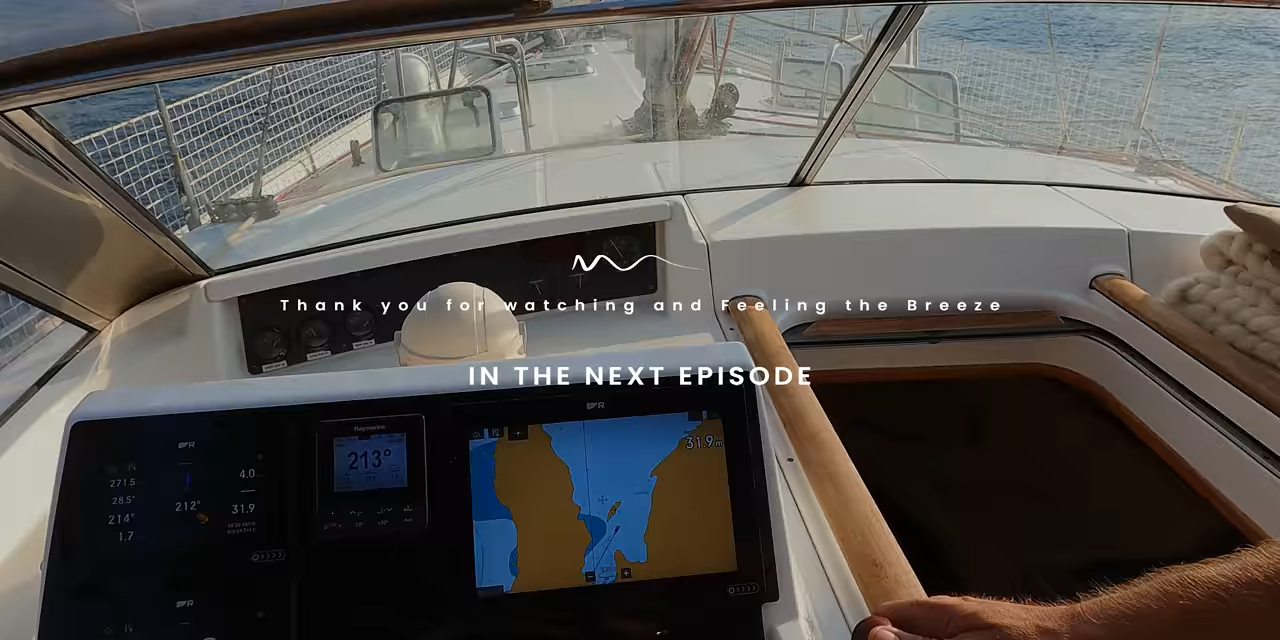 Thank you for watching and Feeling the Breeze
IN THE NEXT EPISODE
Raymarine
213°
31.9m
271.5
28.5°
214°
1.7
212°
4.0
31.9